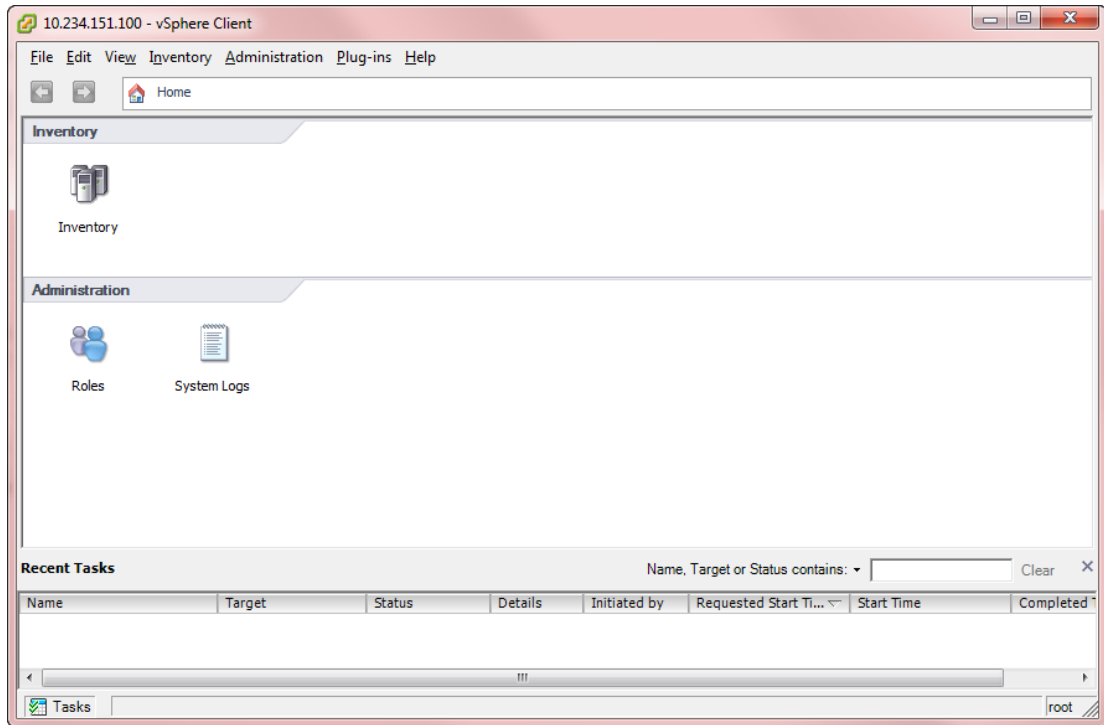 10.234.151.100 - vSphere Client
File Edit View Inventory Administration Plug-ins Help
Home
Inventory
Inventory
Administration
Roles System Logs
Recent Tasks Name, Target or Status contains: Clear
Name Target Status Details Initiated by Requested Start Ti... Start Time Completed T
Tasks root